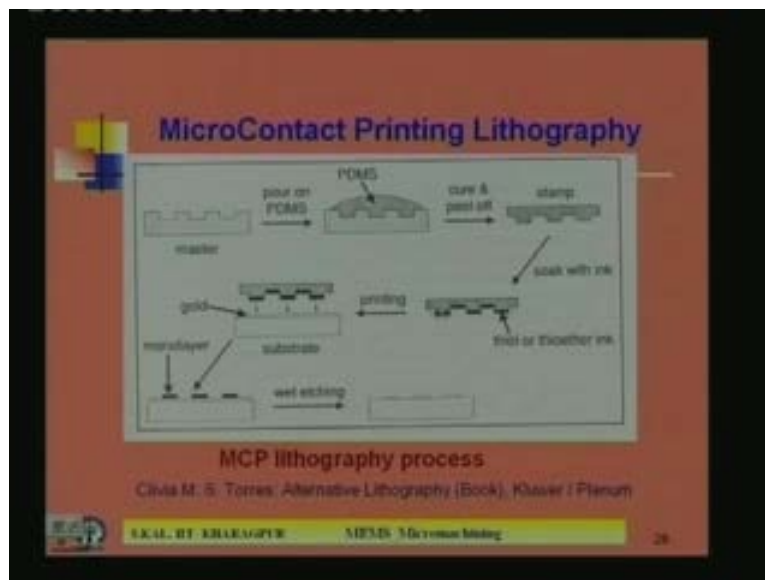 MicroContact Printing Lithography
PDMS
pour on
PDMS
cure &
peel off
stamp
master
soak with ink
gold
printing
substrate
thiol or thioether ink
monolayer
wet etching
MCP lithography process
Clivia M. S. Torres: Alternative Lithography (Book), Kluwer / Plenum
S.KAL, IIT KHARAGPUR MEMS Micromachining
28